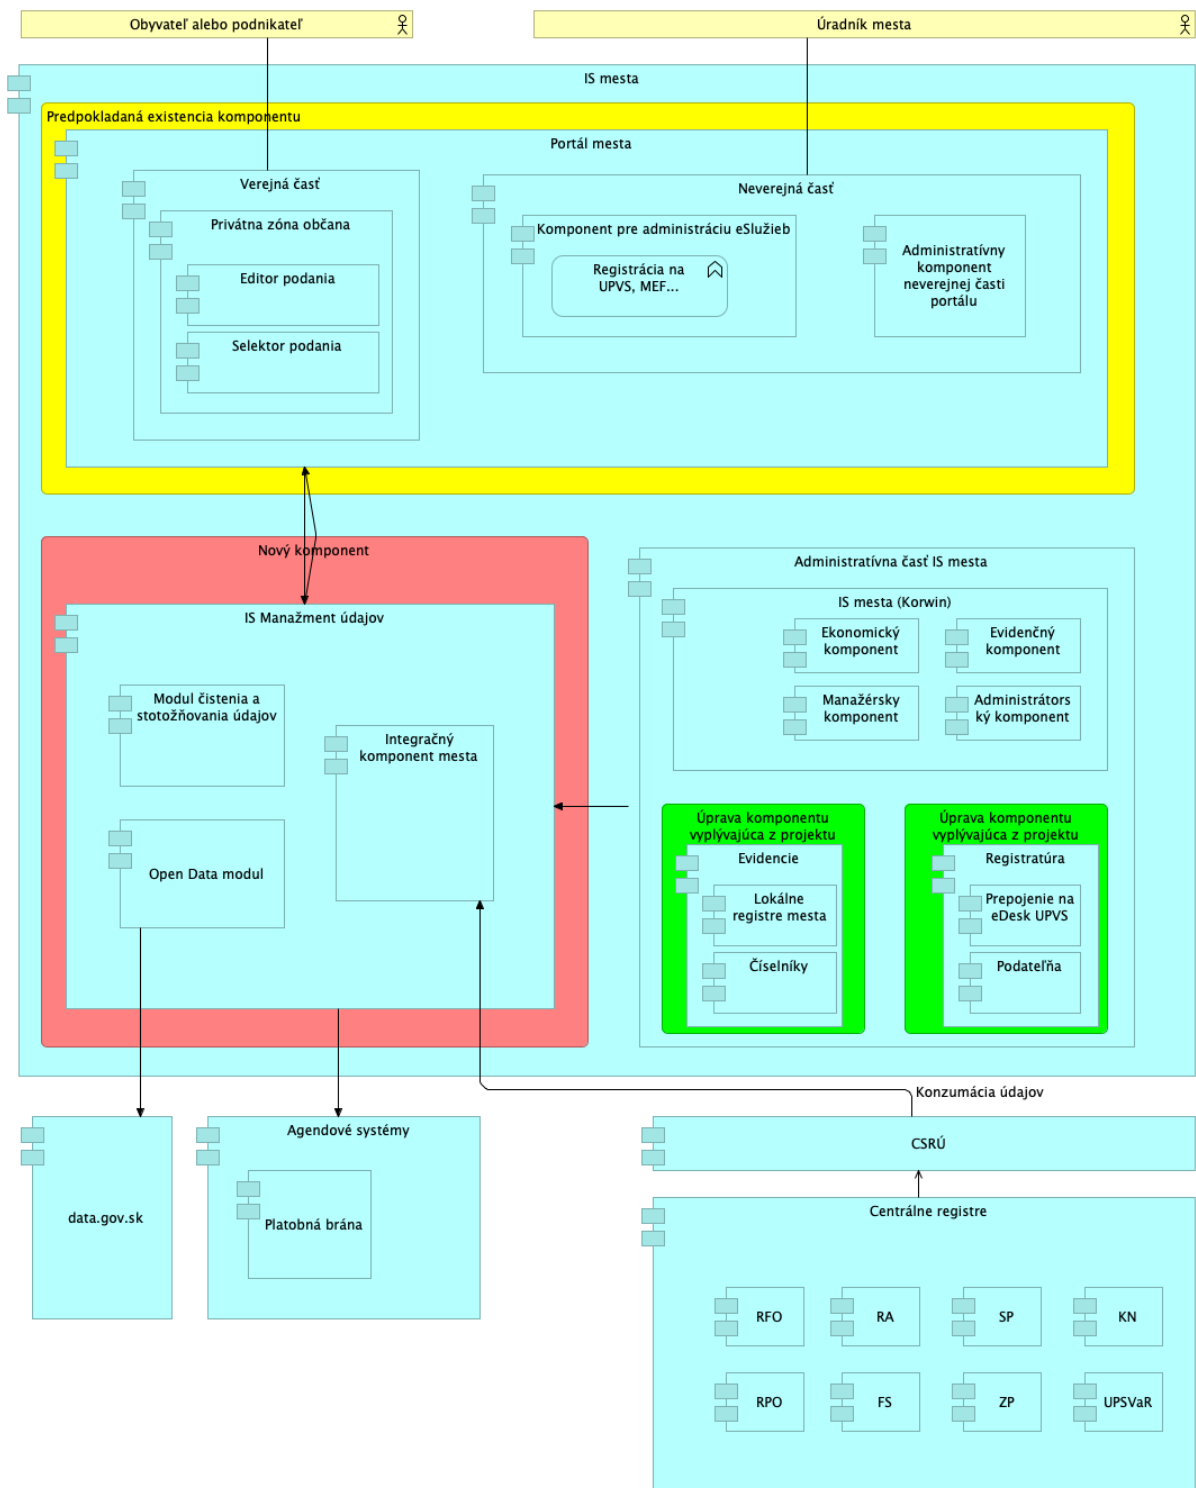 Obyvateľ alebo podnikateľ
Úradník mesta
IS mesta
Predpokladaná existencia komponentu
Portál mesta
Verejná časť
Privátna zóna občana
Editor podania
Selektor podania
Neverejná časť
Komponent pre administráciu eSlužieb
Registrácia na
UPVS, MEF...
Administratívny
komponent
neverejnej časti
portálu
Nový komponent
IS Manažment údajov
Modul čistenia a
stotožňovania údajov
Integračný
komponent mesta
Open Data modul
Administratívna časť IS mesta
IS mesta (Korwin)
Ekonomický
komponent
Evidenčný
komponent
Manažérsky
komponent
Administrátors
ký komponent
Úprava komponentu
vyplývajúca z projektu
Evidencie
Lokálne
registre mesta
Číselníky
Úprava komponentu
vyplývajúca z projektu
Registratúra
Prepojenie na
eDesk UPVS
Podateľňa
Konzumácia údajov
data.gov.sk
Agendové systémy
Platobná brána
CSRÚ
Centrálne registre
RFO
RA
SP
KN
RPO
FS
ZP
UPSVaR